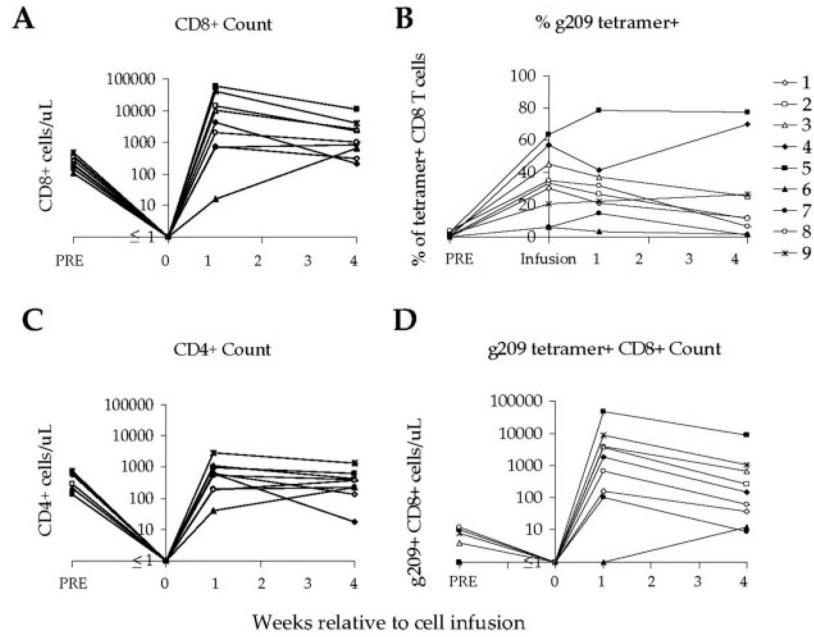 A
CD8+ Count
CD8+ cells/uL
100000
10000
1000
100
10
≤ 1
PRE
0
1
2
3
4
B
% g209 tetramer+
% of tetramer+ CD8 T cells
100
80
60
40
20
0
PRE
Infusion
1
2
3
4
1
2
3
4
5
6
7
8
9
C
CD4+ Count
CD4+ cells/uL
100000
10000
1000
100
10
≤ 1
PRE
0
1
2
3
4
D
g209 tetramer+ CD8+ Count
g209+ CD8+ cells/uL
100000
10000
1000
100
10
≤1
PRE
0
1
2
3
4
Weeks relative to cell infusion